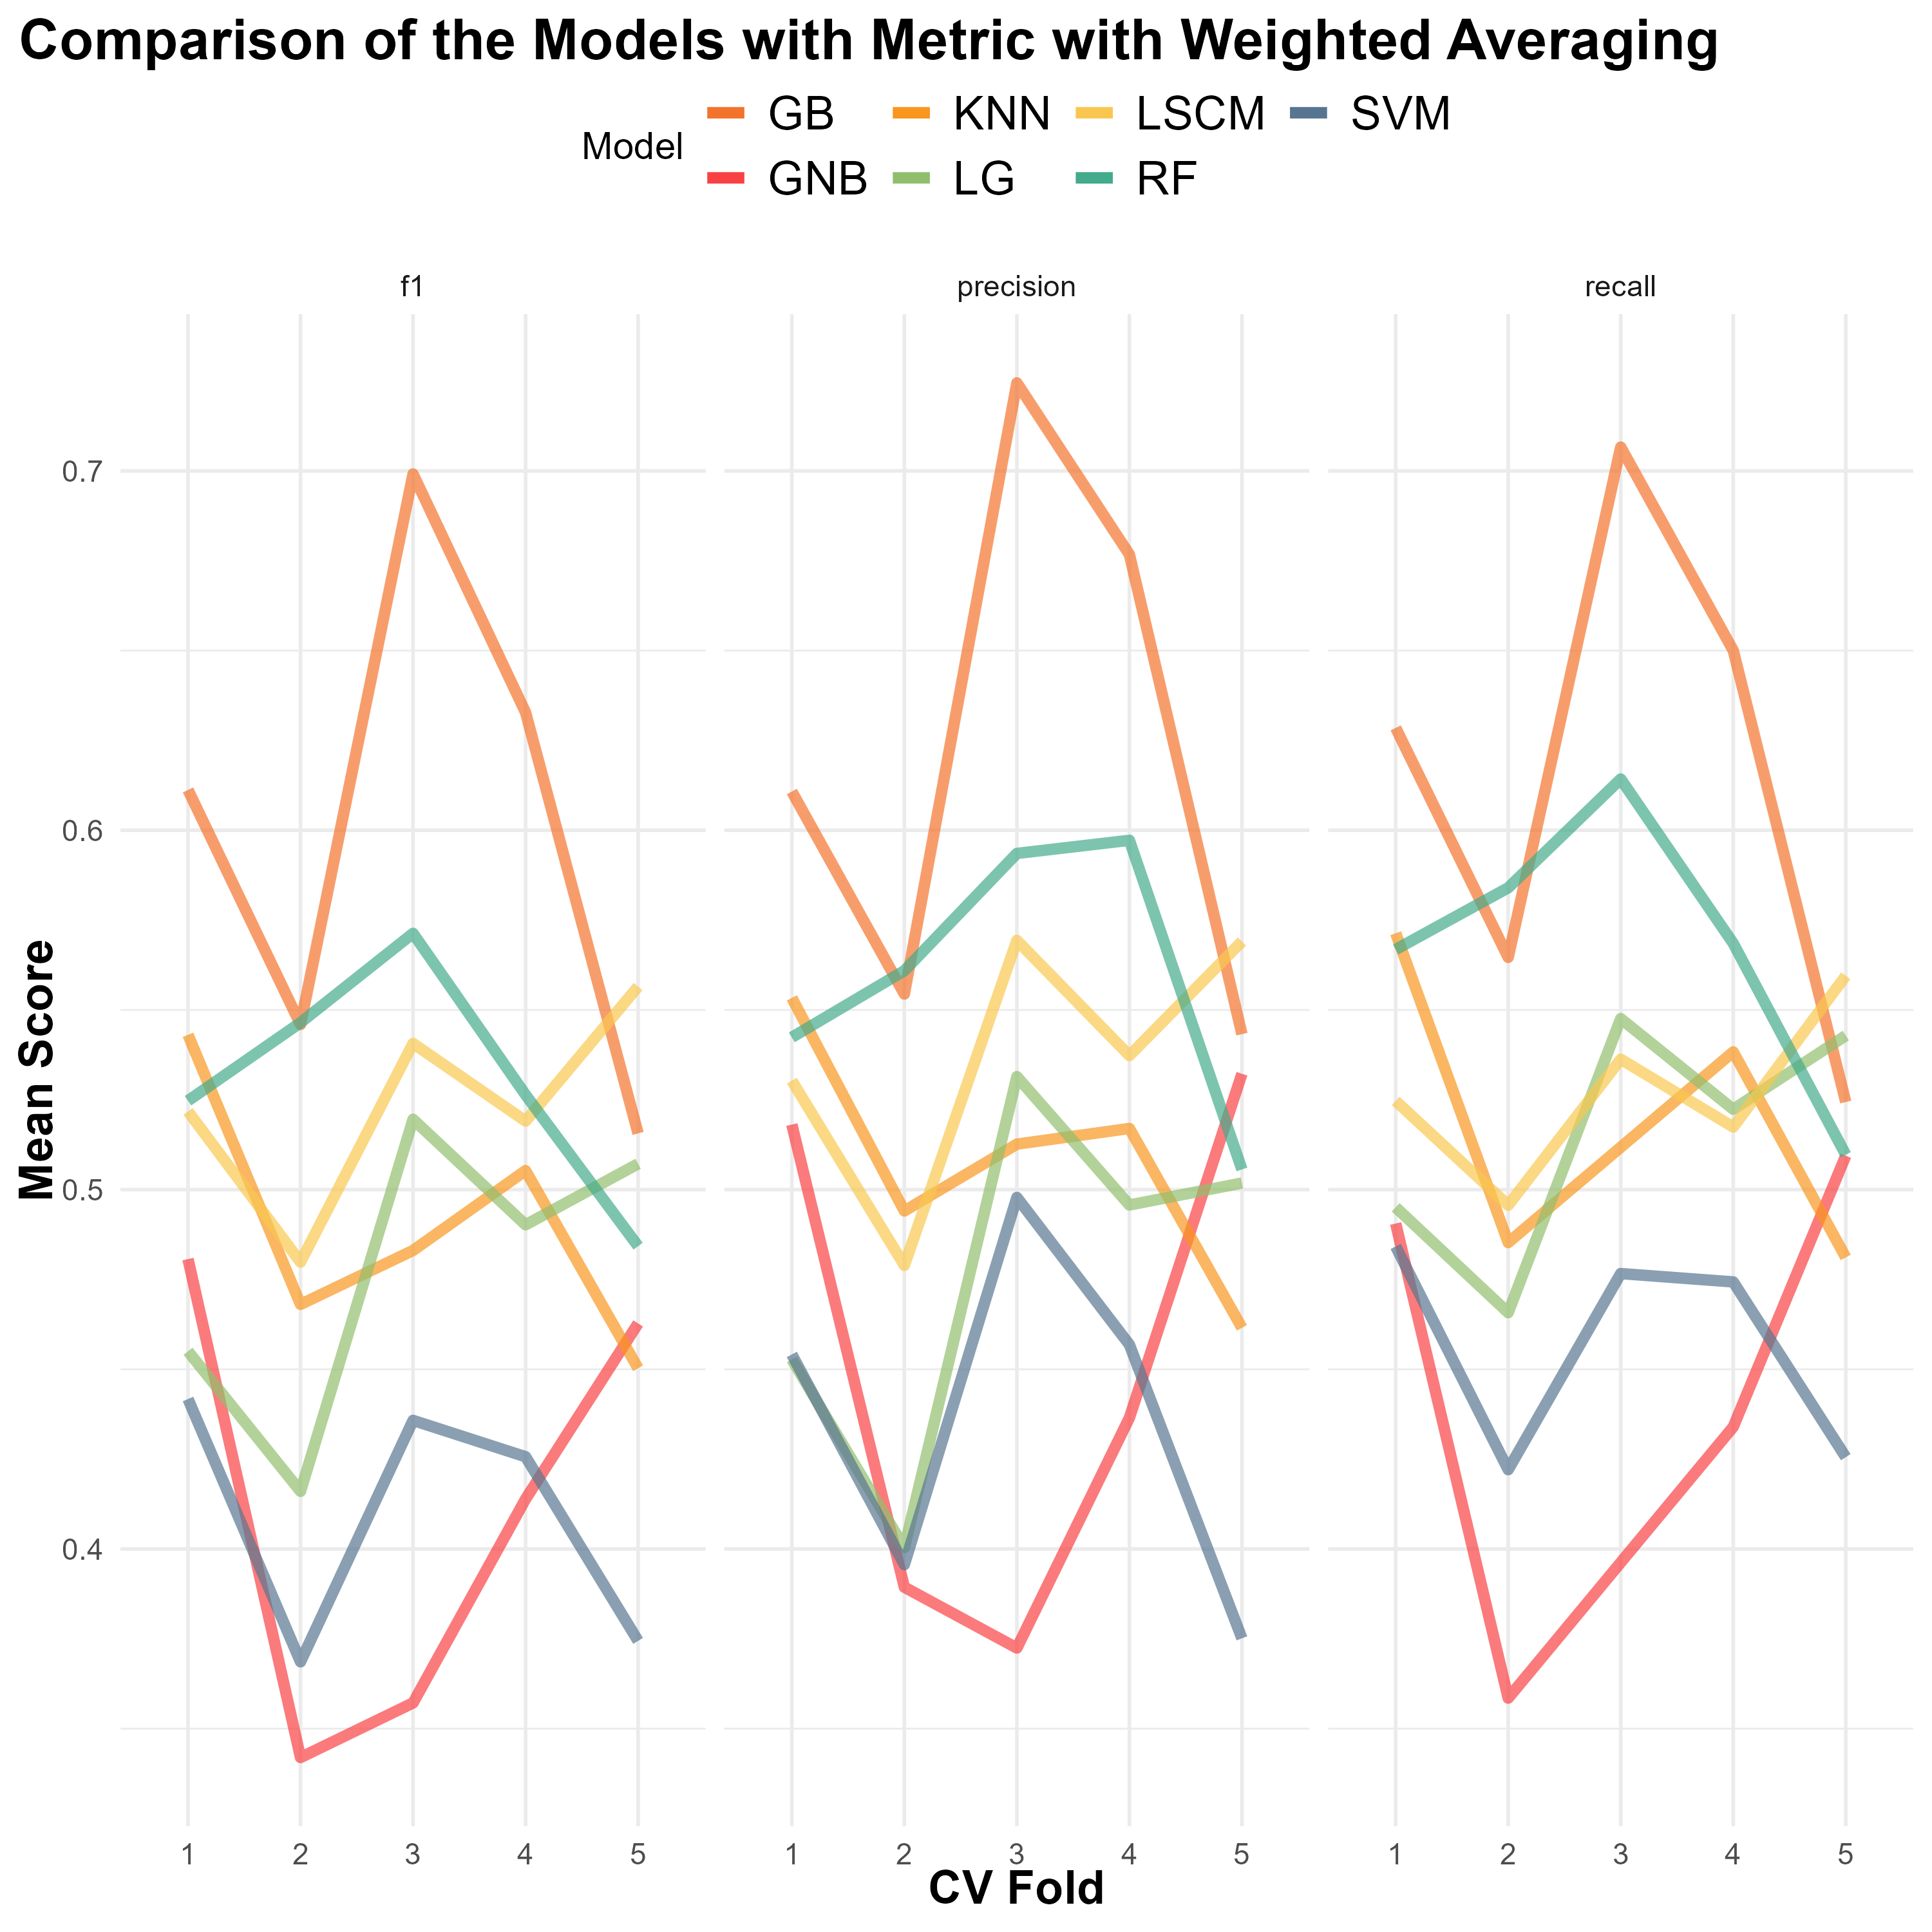 Comparison of the Models with Metric with Weighted Averaging
Model
GB KNN LSCM SVM
GNB LG RF
f1 precision recall
0.7
0.6
0.5
0.4
Mean Score
1 2 3 4 5 1 2 3 4 5 1 2 3 4 5
CV Fold